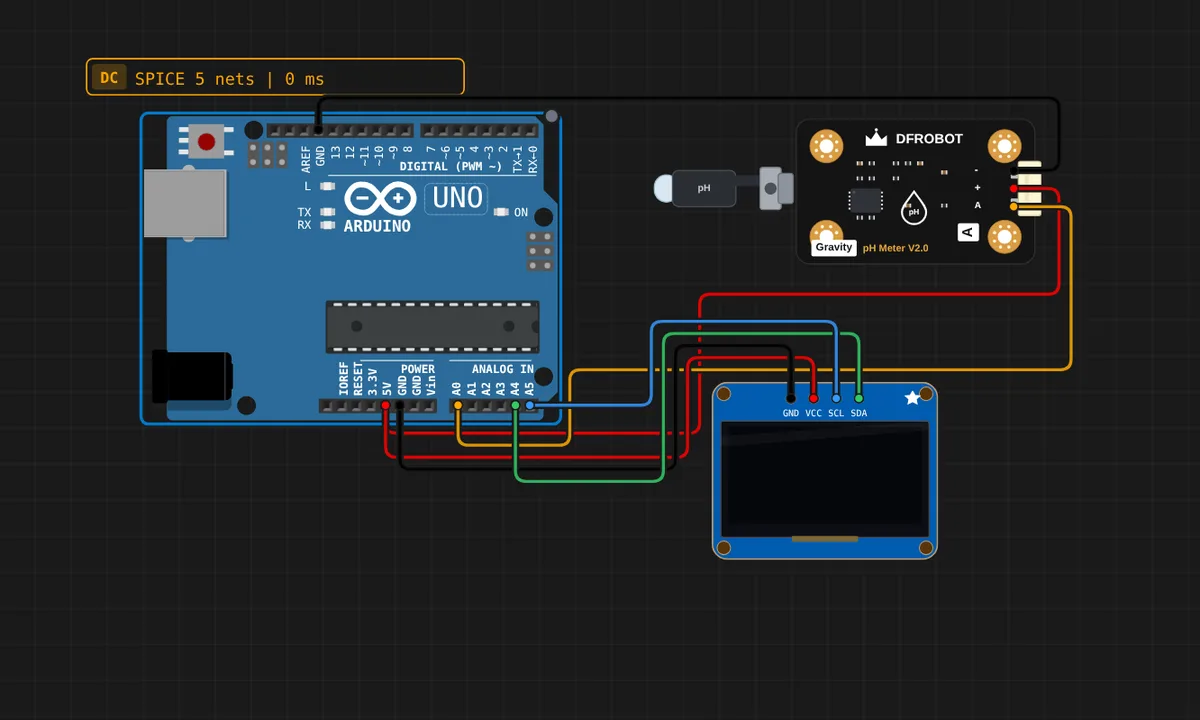 DC SPICE 5 nets | 0 ms
AREF
GND
13
12
~11
~10
~9
8
7
~6
~5
~4
~3
2
TX→1
RX←0
DIGITAL (PWM ~)
L
TX
RX
UNO
ON
ARDUINO
IOREF
RESET
3.3V
5V
GND
GND
Vin
POWER
ANALOG IN
A0
A1
A2
A3
A4
A5
pH
DFROBOT
-
+
A
pH
A
Gravity
pH Meter V2.0
GND VCC SCL SDA